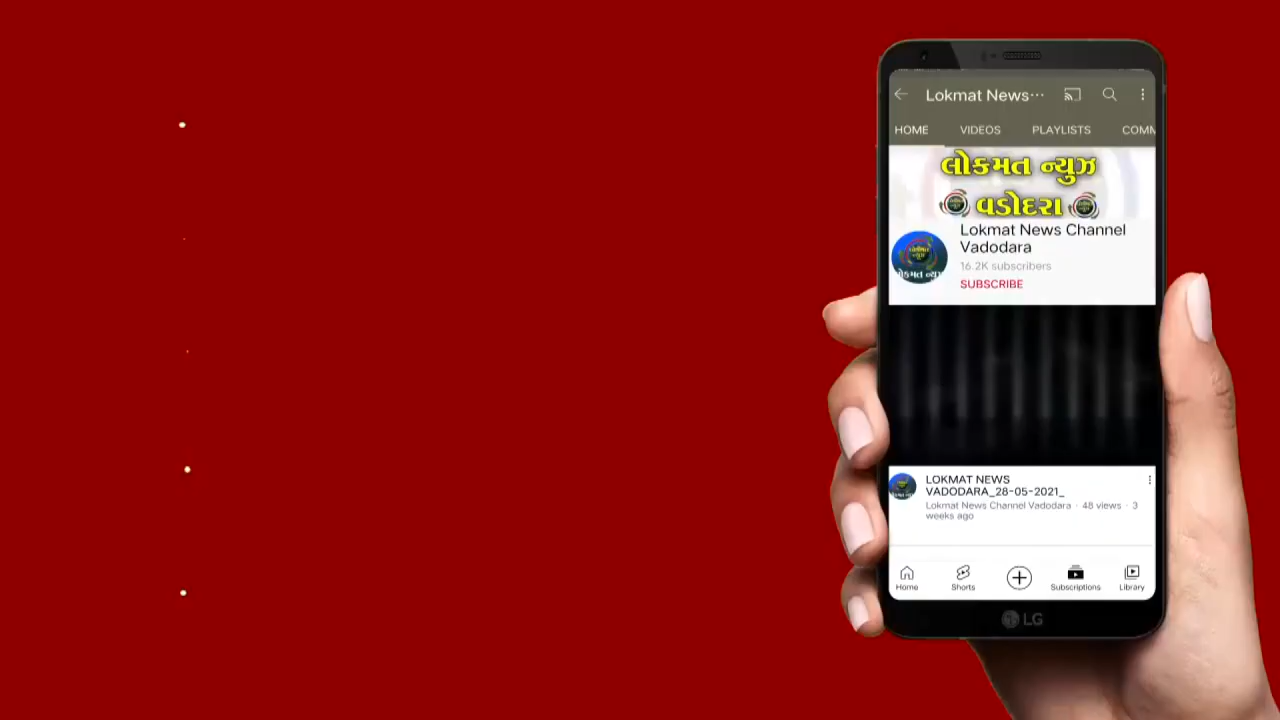 Lokmat News...
HOME VIDEOS PLAYLISTS COMM
લોકમત ન્યુઝ
વડોદરા
Lokmat News Channel
Vadodara
16.2K subscribers
SUBSCRIBE
LOKMAT NEWS
VADODARA_28-05-2021_
Lokmat News Channel Vadodara · 48 views · 3
weeks ago
Home Shorts Subscriptions Library
LG